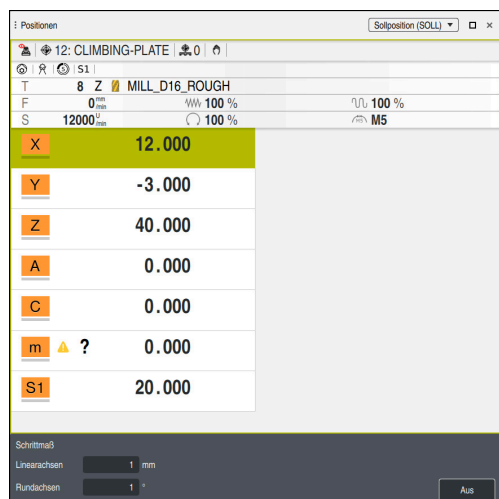 Positionen Sollposition (SOLL)
12: CLIMBING-PLATE 0
S1
T 8 Z MILL_D16_ROUGH
F 0 mm/min 100 % 100 %
S 12000 U/min 100 % M5
X 12.000
Y -3.000
Z 40.000
A 0.000
C 0.000
m ? 0.000
S1 20.000
Schrittmaß
Linearachsen 1 mm
Rundachsen 1 °
Aus